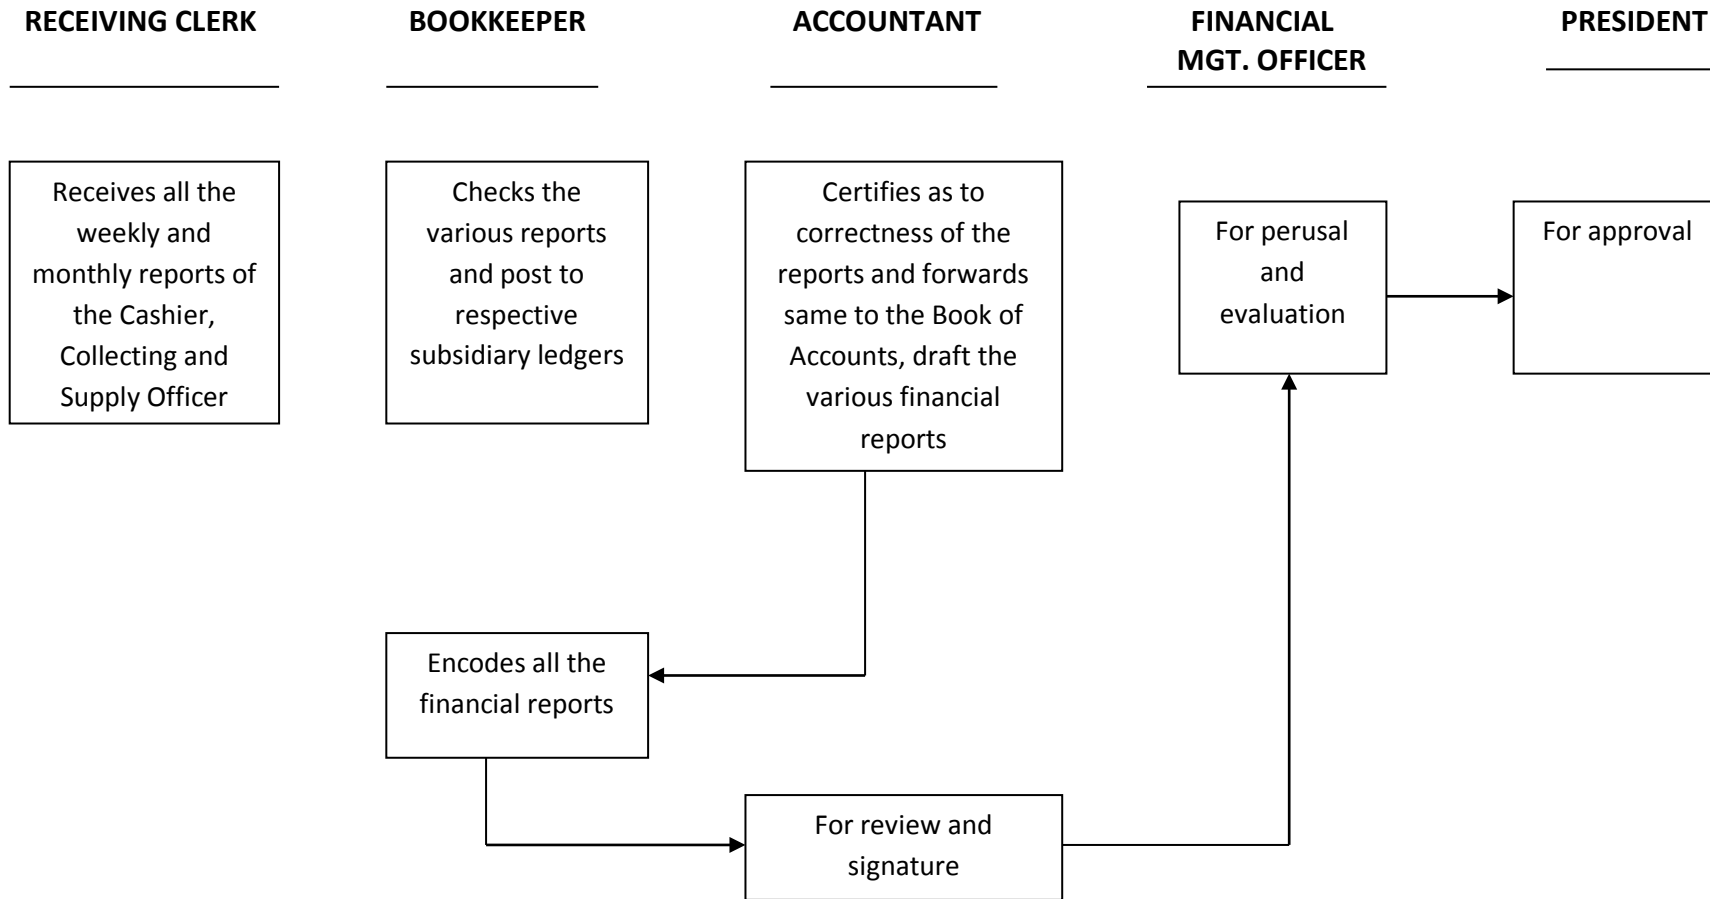 RECEIVING CLERK
BOOKKEEPER
ACCOUNTANT
FINANCIAL
MGT. OFFICER
PRESIDENT
Receives all the
weekly and
monthly reports of
the Cashier,
Collecting and
Supply Officer
Checks the
various reports
and post to
respective
subsidiary ledgers
Certifies as to
correctness of the
reports and forwards
same to the Book of
Accounts, draft the
various financial
reports
For perusal
and
evaluation
For approval
Encodes all the
financial reports
For review and
signature